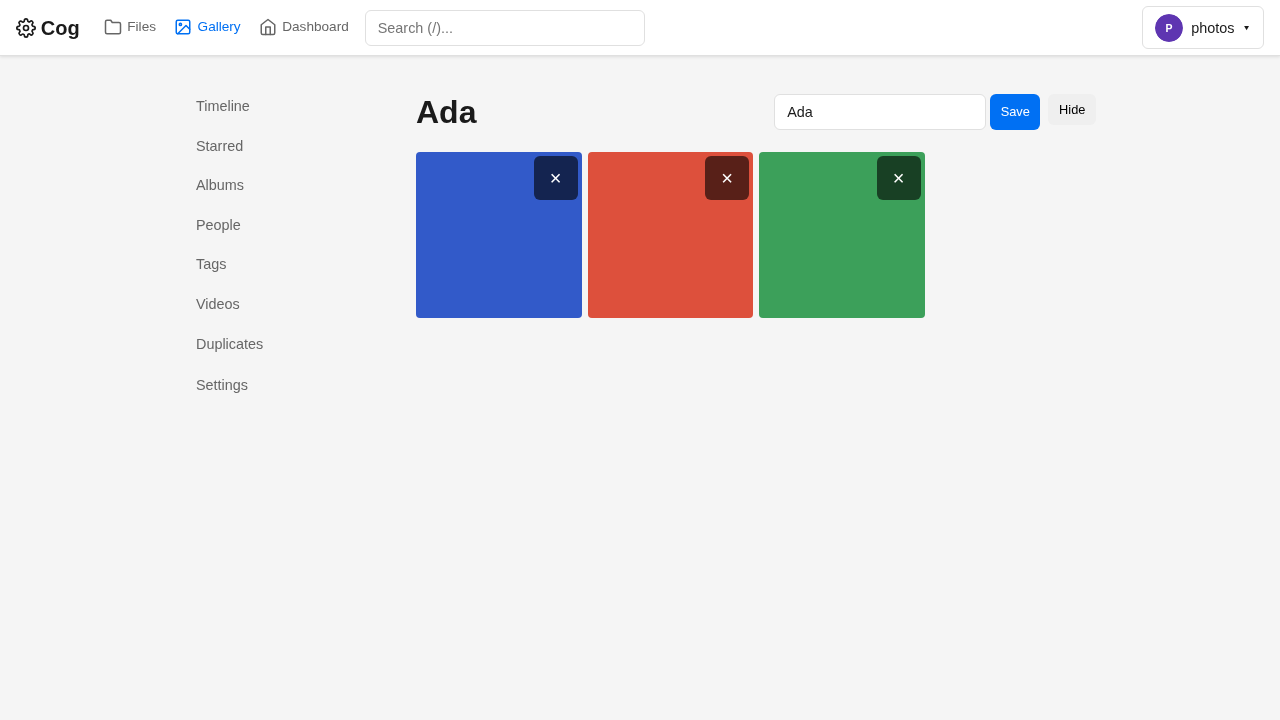 Cog
Files
Gallery
Dashboard
Search (/)...
P
photos
Timeline
Starred
Albums
People
Tags
Videos
Duplicates
Settings
Ada
Ada
Save
Hide
×
×
×